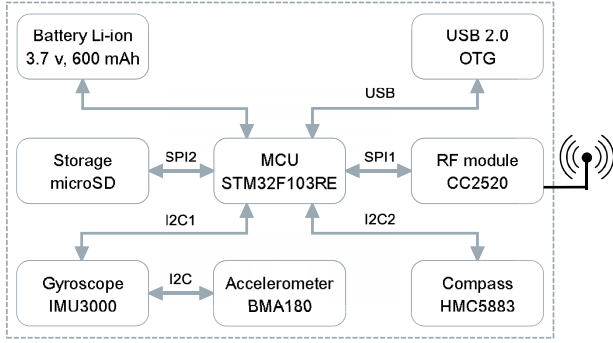 Battery Li-ion
3.7 v, 600 mAh
USB 2.0
OTG
USB
Storage
microSD
SPI2
MCU
STM32F103RE
SPI1
RF module
CC2520
I2C1
I2C2
Gyroscope
IMU3000
I2C
Accelerometer
BMA180
Compass
HMC5883